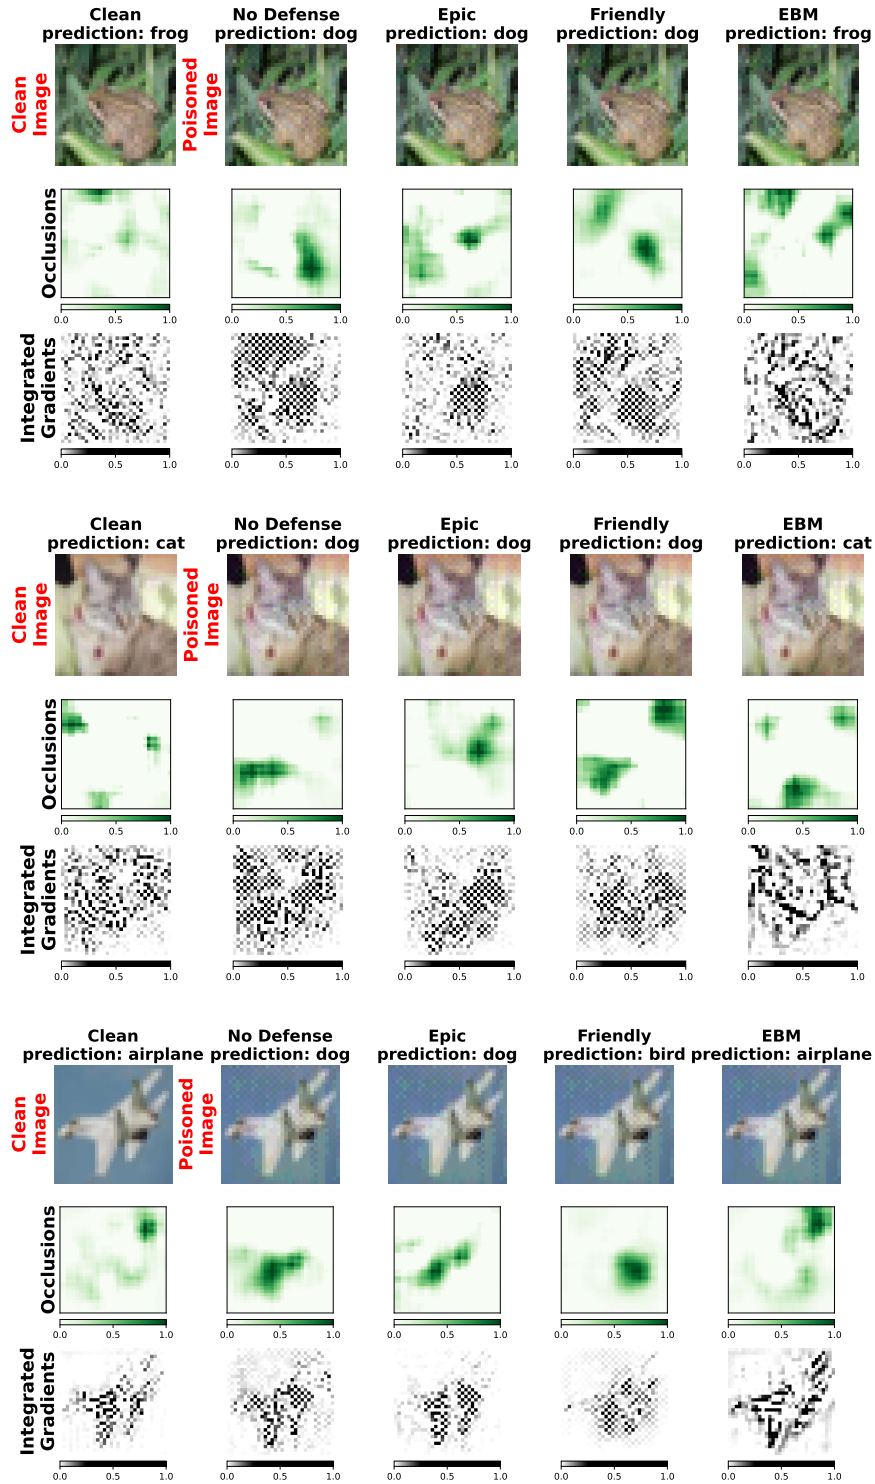 Clean
prediction: frog
No Defense
prediction: dog
Epic
prediction: dog
Friendly
prediction: dog
EBM
prediction: frog
Clean
Image
Poisoned
Image
Occlusions
0.0 0.5 1.0
0.0 0.5 1.0
0.0 0.5 1.0
0.0 0.5 1.0
0.0 0.5 1.0
Integrated
Gradients
0.0 0.5 1.0
0.0 0.5 1.0
0.0 0.5 1.0
0.0 0.5 1.0
0.0 0.5 1.0
Clean
prediction: cat
No Defense
prediction: dog
Epic
prediction: dog
Friendly
prediction: dog
EBM
prediction: cat
Clean
Image
Poisoned
Image
Occlusions
0.0 0.5 1.0
0.0 0.5 1.0
0.0 0.5 1.0
0.0 0.5 1.0
0.0 0.5 1.0
Integrated
Gradients
0.0 0.5 1.0
0.0 0.5 1.0
0.0 0.5 1.0
0.0 0.5 1.0
0.0 0.5 1.0
Clean
prediction: airplane
No Defense
prediction: dog
Epic
prediction: dog
Friendly
prediction: bird
EBM
prediction: airplane
Clean
Image
Poisoned
Image
Occlusions
0.0 0.5 1.0
0.0 0.5 1.0
0.0 0.5 1.0
0.0 0.5 1.0
0.0 0.5 1.0
Integrated
Gradients
0.0 0.5 1.0
0.0 0.5 1.0
0.0 0.5 1.0
0.0 0.5 1.0
0.0 0.5 1.0